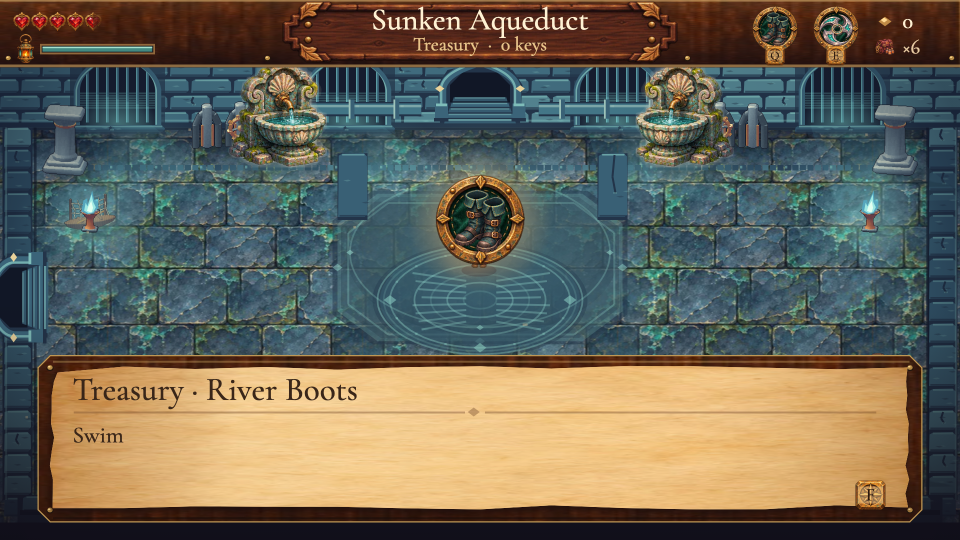 Sunken Aqueduct
Treasury · 0 keys
Q
E
0
×6
Treasury · River Boots
Swim
F